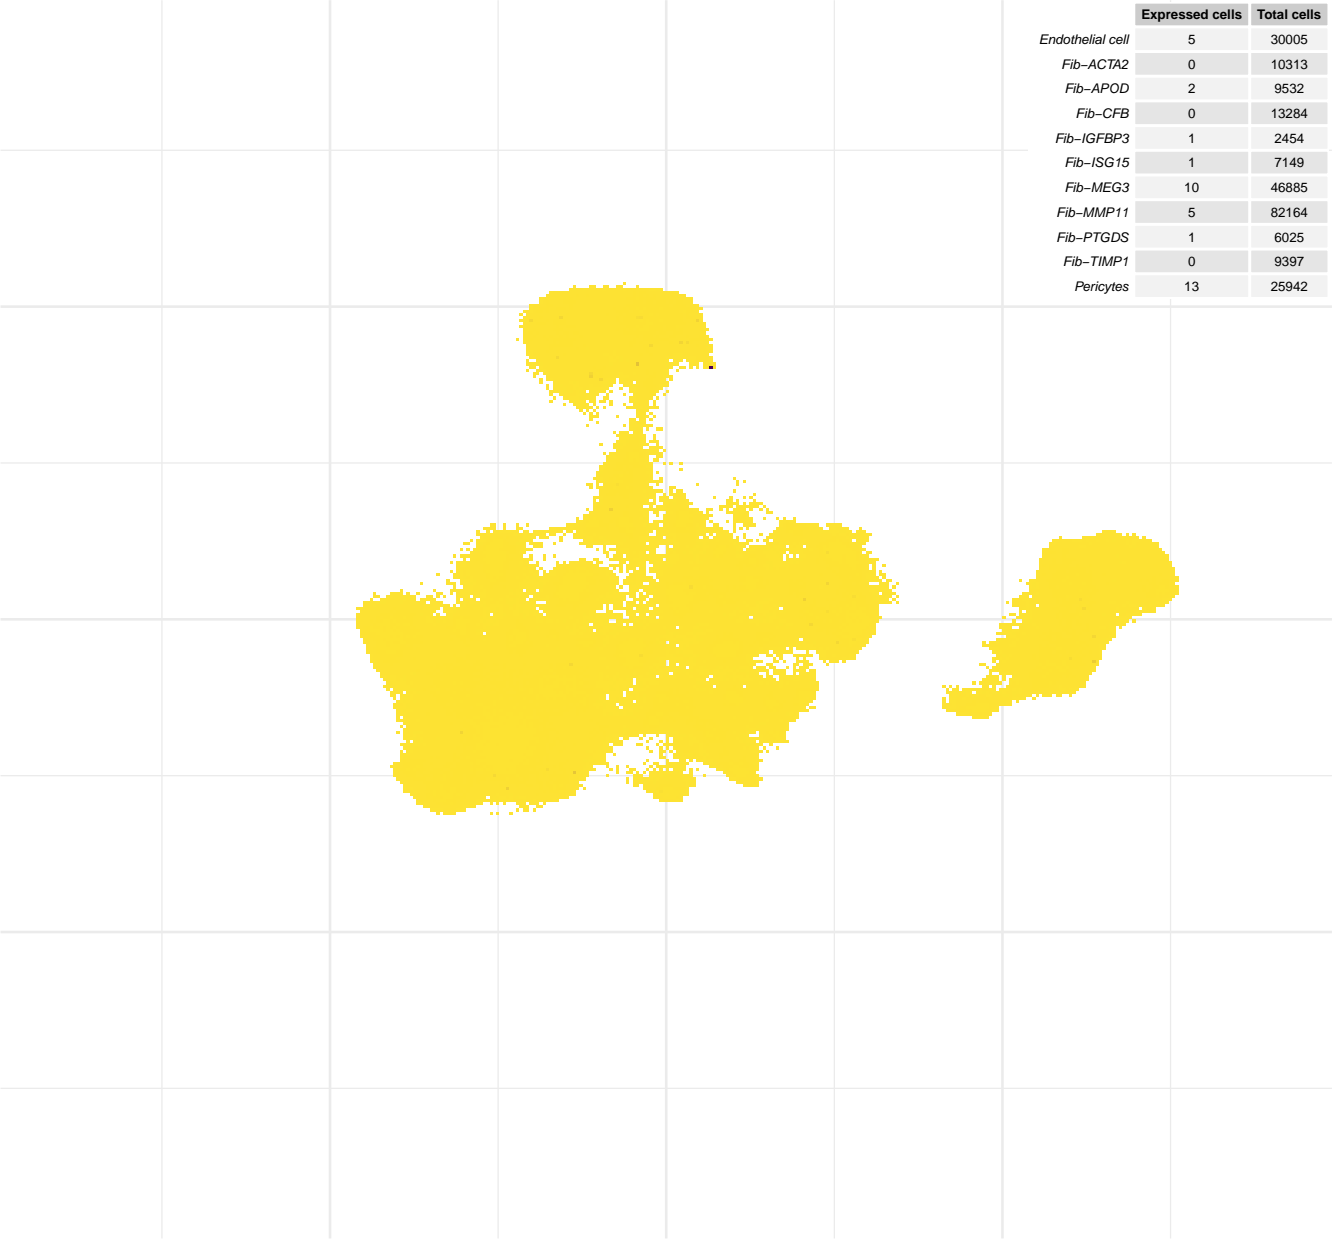 Expressed cells Total cells
Endothelial cell 5 30005
Fib−ACTA2 0 10313
Fib−APOD 2 9532
Fib−CFB 0 13284
Fib−IGFBP3 1 2454
Fib−ISG15 1 7149
Fib−MEG3 10 46885
Fib−MMP11 5 82164
Fib−PTGDS 1 6025
Fib−TIMP1 0 9397
Pericytes 13 25942